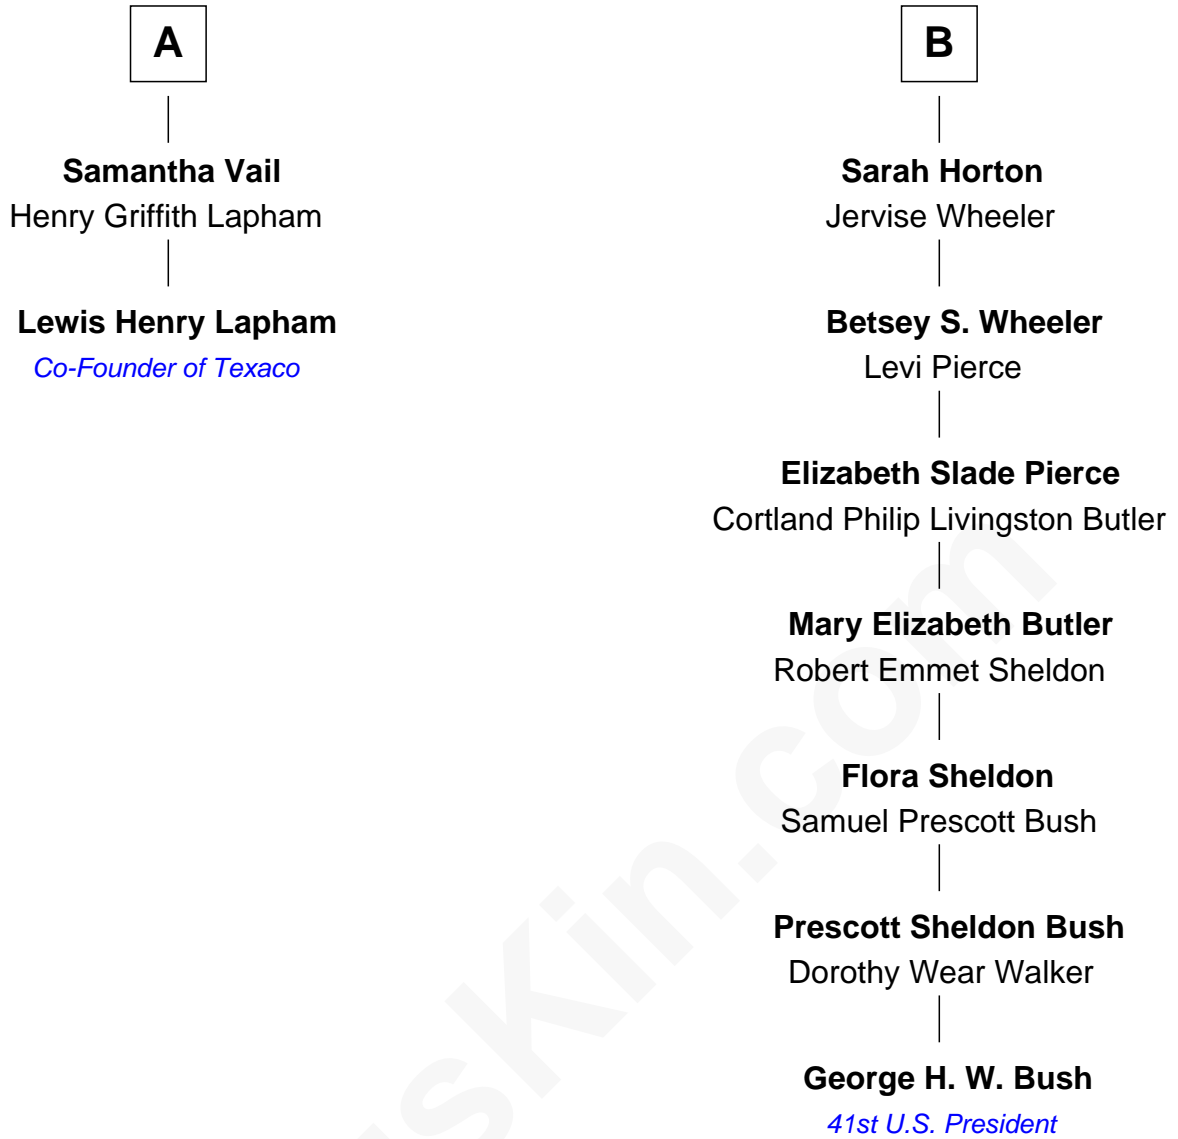 A
Samantha Vail
Henry Griffith Lapham
Lewis Henry Lapham
Co-Founder of Texaco
B
Sarah Horton
Jervise Wheeler
Betsey S. Wheeler
Levi Pierce
Elizabeth Slade Pierce
Cortland Philip Livingston Butler
Mary Elizabeth Butler
Robert Emmet Sheldon
Flora Sheldon
Samuel Prescott Bush
Prescott Sheldon Bush
Dorothy Wear Walker
George H. W. Bush
41st U.S. President
sKin.com